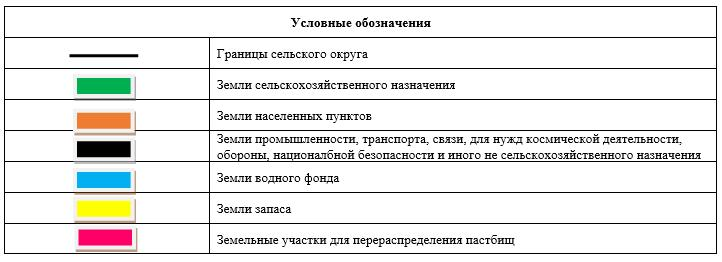 Условные обозначения
Границы сельского округа
Земли сельскохозяйственного назначения
Земли населенных пунктов
Земли промышленности, транспорта, связи, для нужд космической деятельности,
обороны, националбной безопасности и иного не сельскохозяйственного назначения
Земли водного фонда
Земли запаса
Земельные участки для перераспределения пастбищ